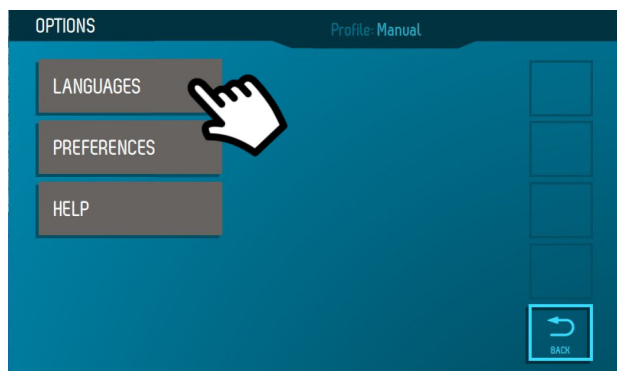 OPTIONS
Profile: Manual
LANGUAGES
PREFERENCES
HELP
BACK